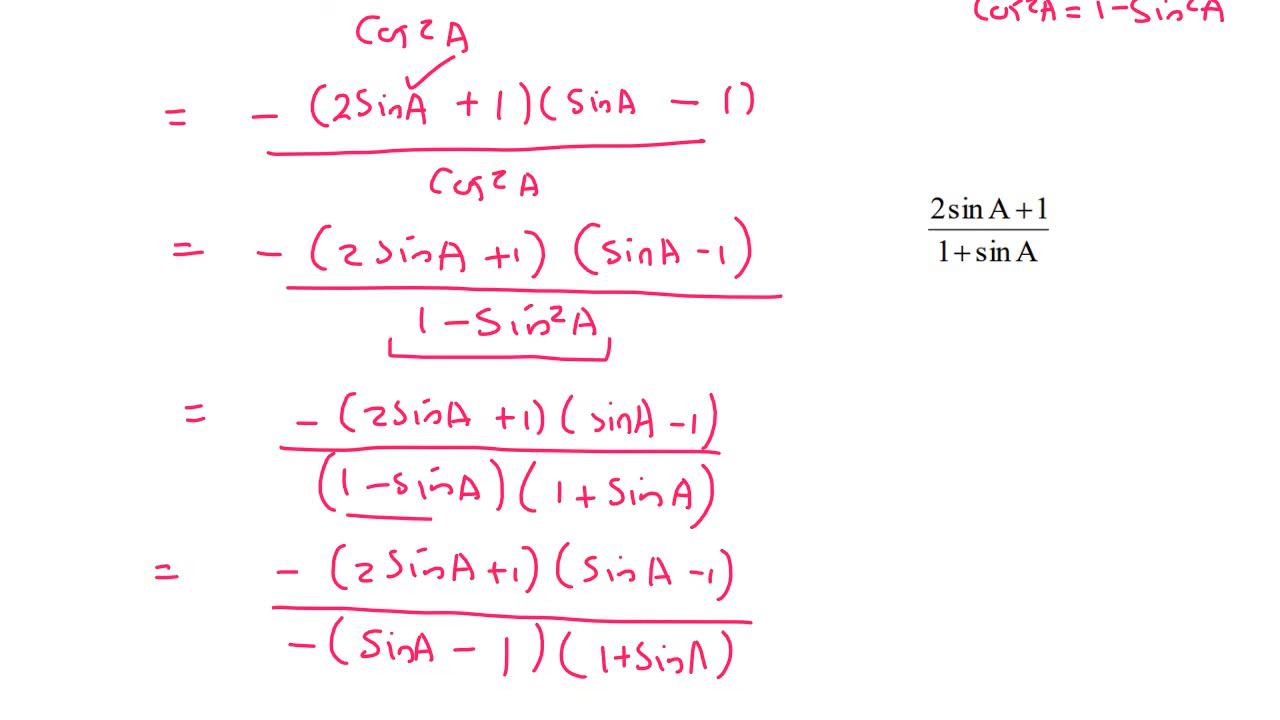 Cos²A
Cos²A = 1 - Sin²A
= - (2SinA + 1)(SinA - 1)
Cos²A
= - (2SinA + 1) (SinA - 1)
1 - Sin²A
2sin A+1
1+sin A
= - (2SinA + 1)(SinA - 1)
(1 - SinA)(1 + SinA)
= - (2SinA + 1)(SinA - 1)
- (SinA - 1)(1 + SinA)